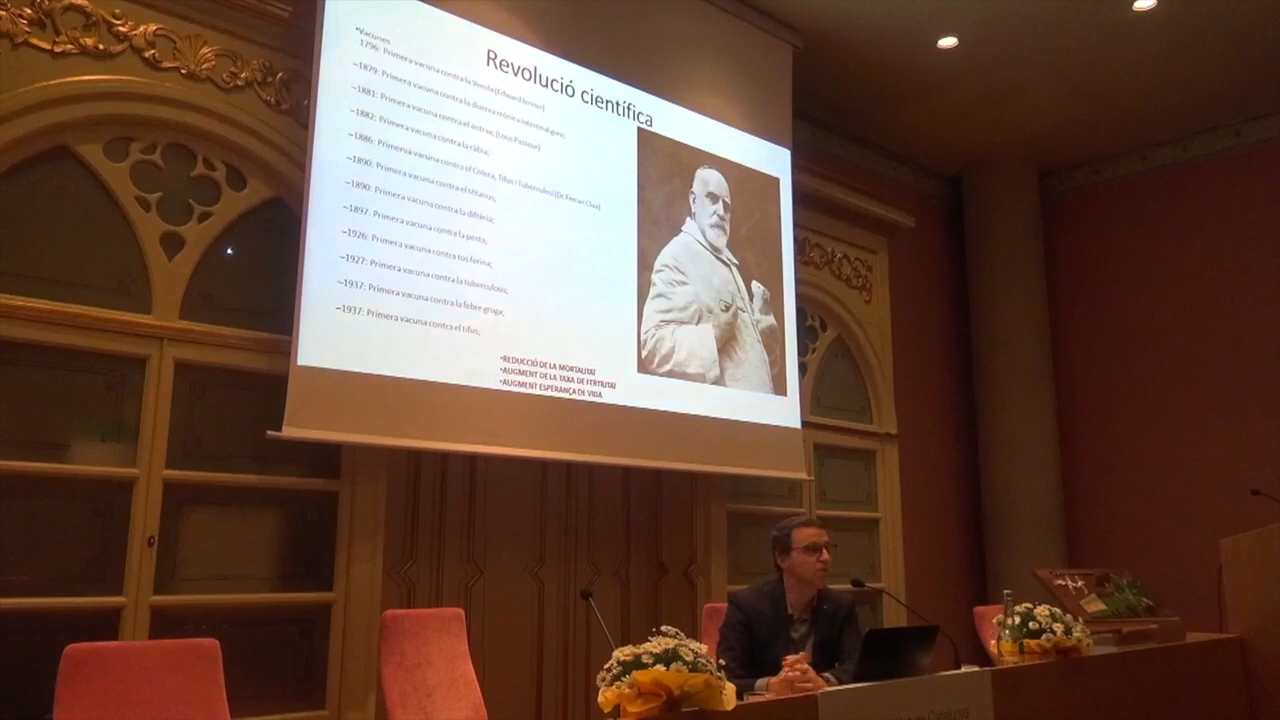 Revolució científica
•Vacunes
- 1796: Primera vacuna contra la Verola (Edward Jenner)
–1879: Primera vacuna contra la diarrea crònica intestinal greu;
–1881: Primera vacuna contra el àntrax; (Louis Pasteur)
–1882: Primera vacuna contra la ràbia;
–1886: Primerva vacuna contra el Còlera, Tifus i Tuberculosi (Dr. Ferran Clua)
–1890: Primera vacuna contra el tètanus;
–1890: Primera vacuna contra la diftèria;
–1897: Primera vacuna contra la pesta;
–1926: Primera vacuna contra tos ferina;
–1927: Primera vacuna contra la tuberculosis;
–1937: Primera vacuna contra la febre groga;
–1937: Primera vacuna contra el tifus;
•REDUCCIÓ DE LA MORTALITAT
•AUGMENT DE LA TAXA DE FERTILITAT
•AUGMENT ESPERANÇA DE VIDA
de Catalunya